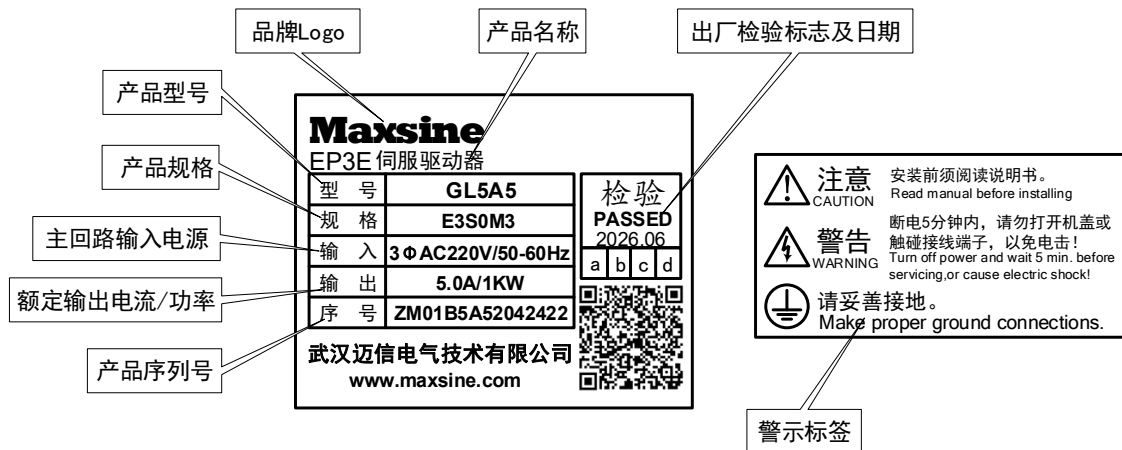 品牌Logo
产品名称
出厂检验标志及日期
产品型号
产品规格
主回路输入电源
额定输出电流/功率
产品序列号
Maxsine
EP3E 伺服驱动器
型 号 GL5A5
规 格 E3S0M3
输 入 3ΦAC220V/50-60Hz
输 出 5.0A/1KW
序 号 ZM01B5A52042422
检验
PASSED
2026.06
a b c d
武汉迈信电气技术有限公司
www.maxsine.com
注意
CAUTION
安装前须阅读说明书。
Read manual before installing
警告
WARNING
断电5分钟内，请勿打开机盖或
触碰接线端子，以免电击！
Turn off power and wait 5 min. before
servicing,or cause electric shock!
请妥善接地。
Make proper ground connections.
警示标签